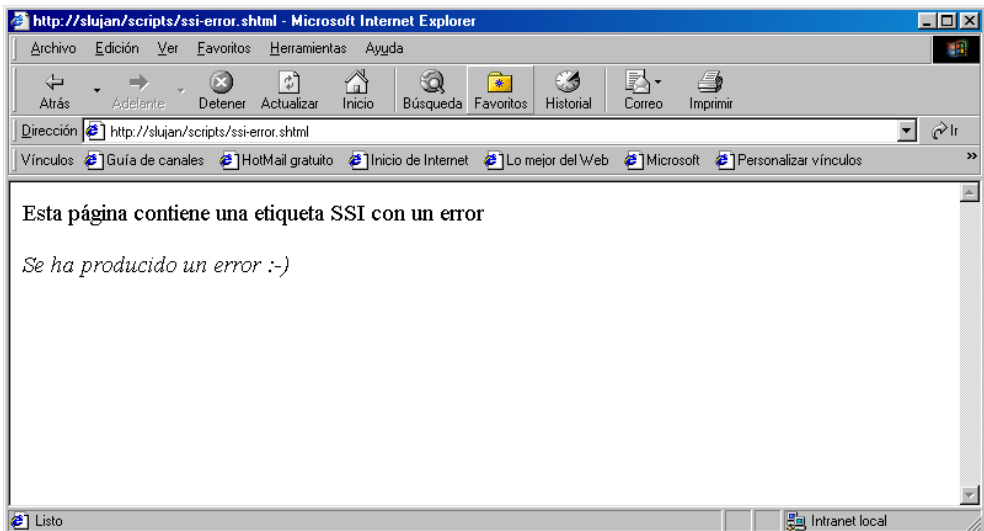 http://slujan/scripts/ssi-error.shtml - Microsoft Internet Explorer
Archivo Edición Ver Favoritos Herramientas Ayuda
Atrás Adelante Detener Actualizar Inicio Búsqueda Favoritos Historial Correo Imprimir
Dirección http://slujan/scripts/ssi-error.shtml Ir
Vínculos Guía de canales HotMail gratuito Inicio de Internet Lo mejor del Web Microsoft Personalizar vínculos »
Esta página contiene una etiqueta SSI con un error
Se ha producido un error :-)
Listo Intranet local